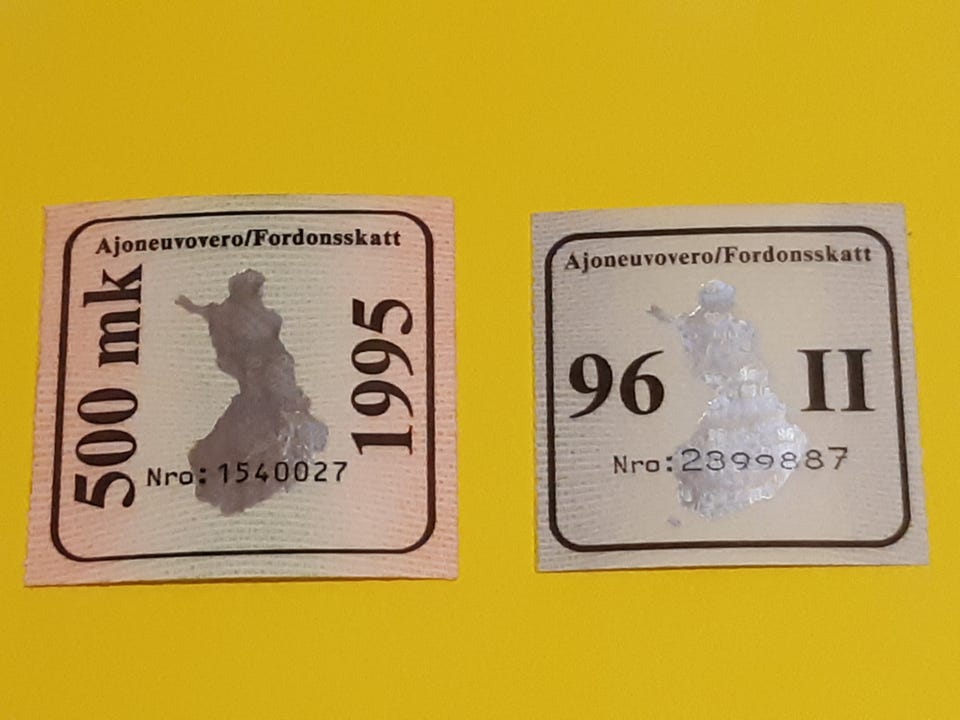 Ajoneuvovero/Fordonsskatt
500 mk
1995
Nro:1540027
Ajoneuvovero/Fordonsskatt
96 II
Nro:2399887